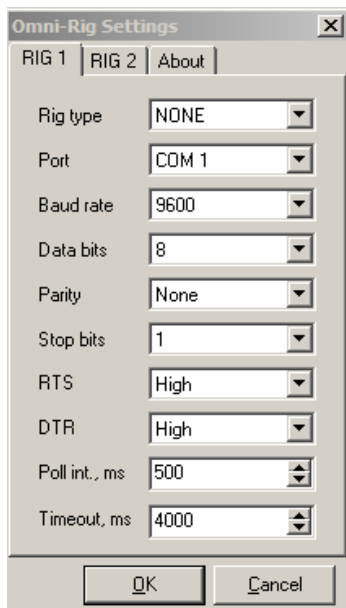 Omni-Rig Settings
RIG 1 RIG 2 About
Rig type NONE
Port COM 1
Baud rate 9600
Data bits 8
Parity None
Stop bits 1
RTS High
DTR High
Poll int., ms 500
Timeout, ms 4000
OK Cancel